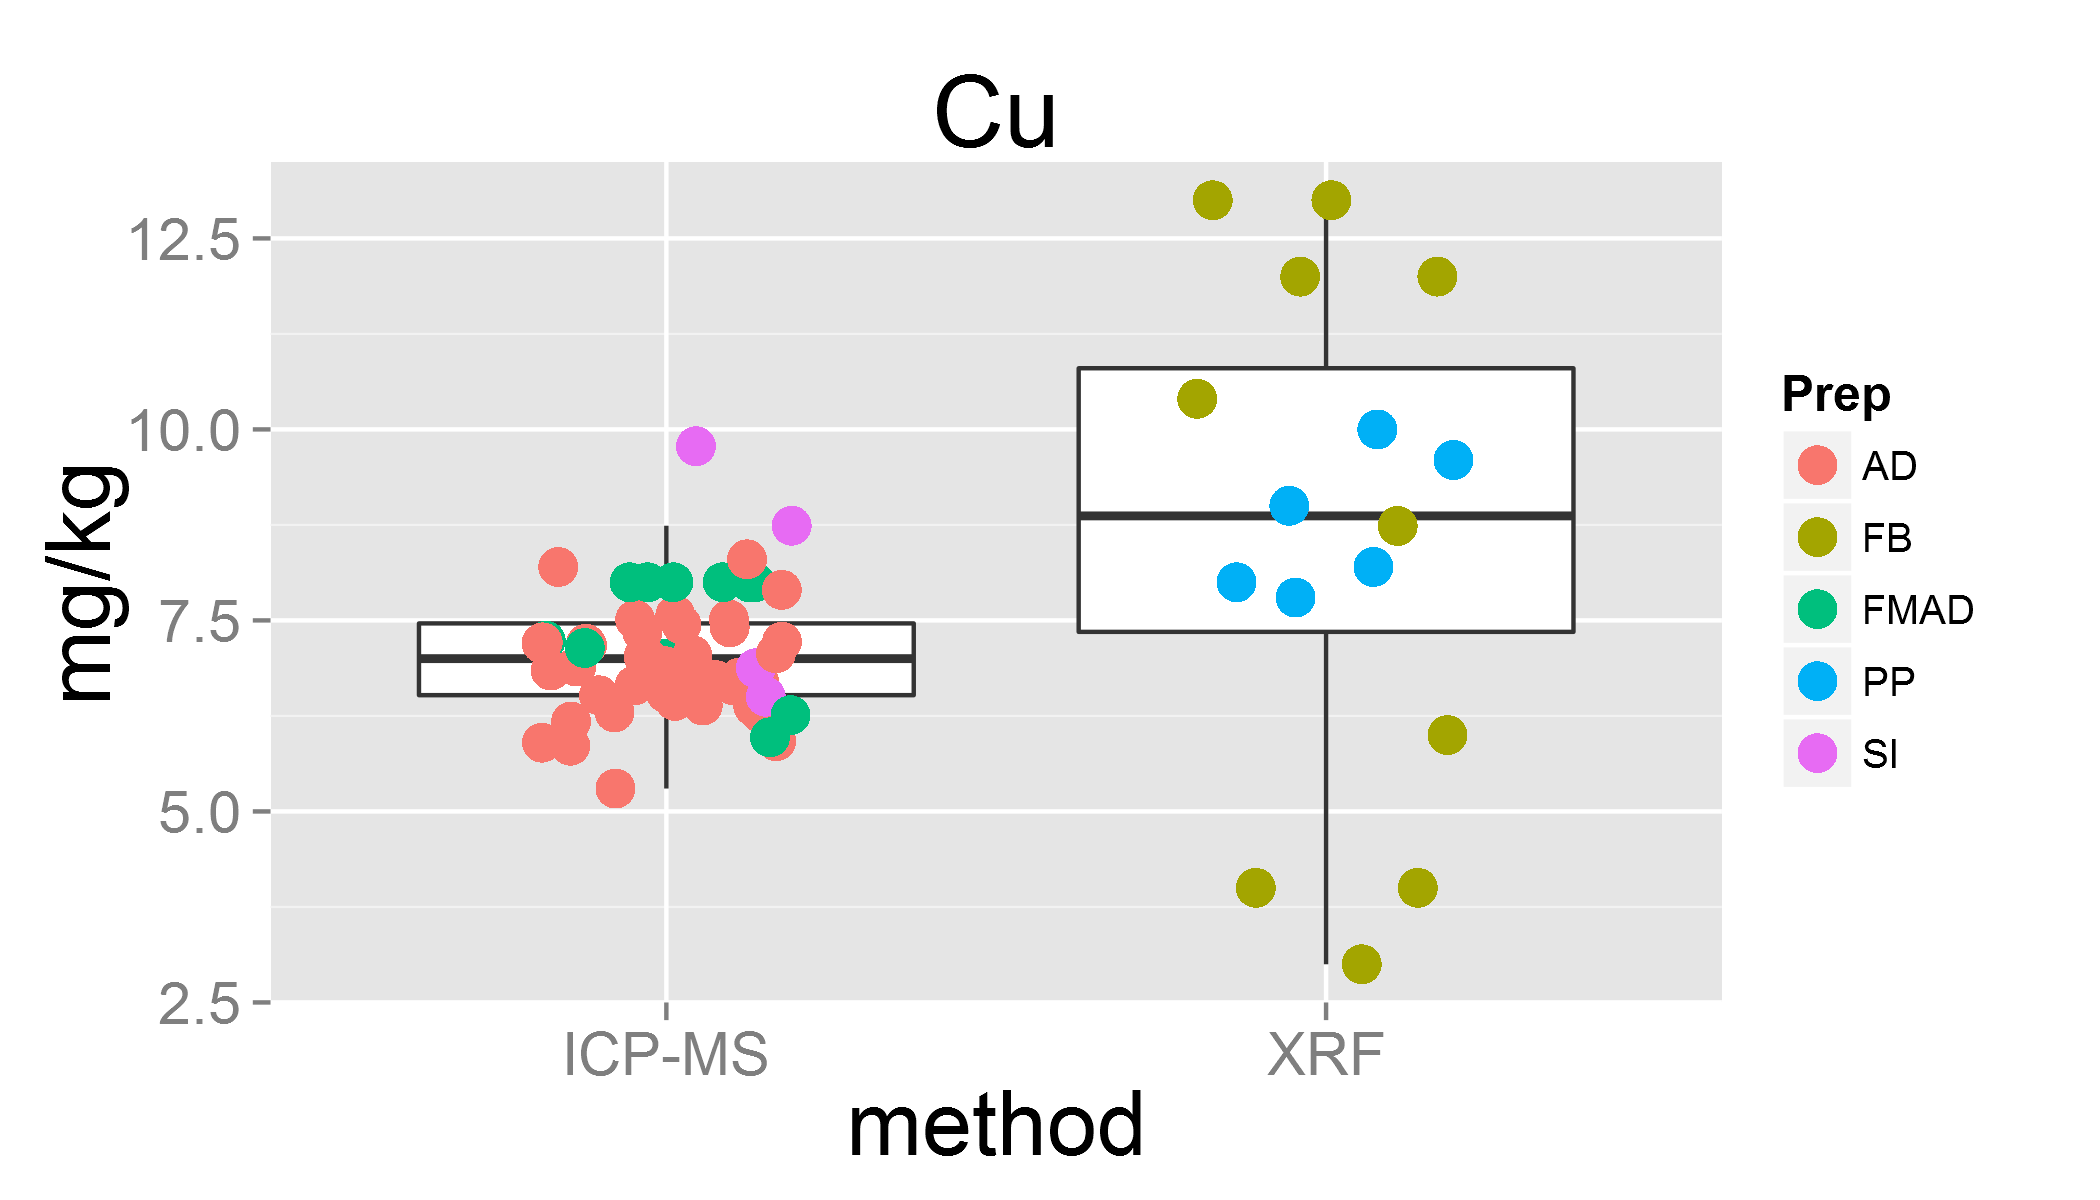 Cu
mg/kg
12.5
10.0
7.5
5.0
2.5
ICP-MS
XRF
method
Prep
AD
FB
FMAD
PP
SI